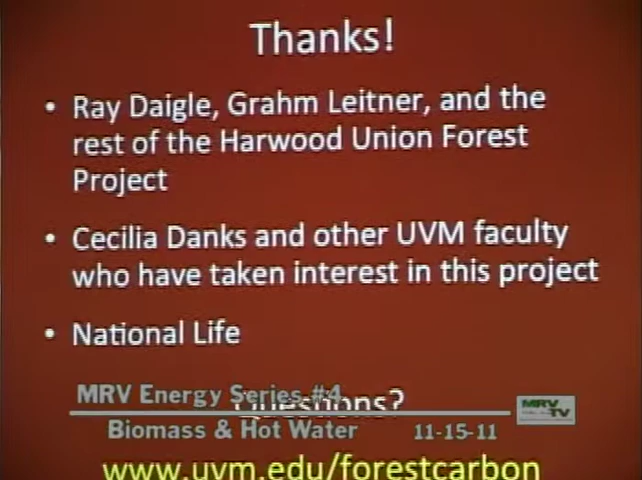 Thanks!
• Ray Daigle, Grahm Leitner, and the
rest of the Harwood Union Forest
Project
• Cecilia Danks and other UVM faculty
who have taken interest in this project
• National Life
MRV Energy Series #4
Questions?
MRV
TV
Biomass & Hot Water 11-15-11
www.uvm.edu/forestcarbon